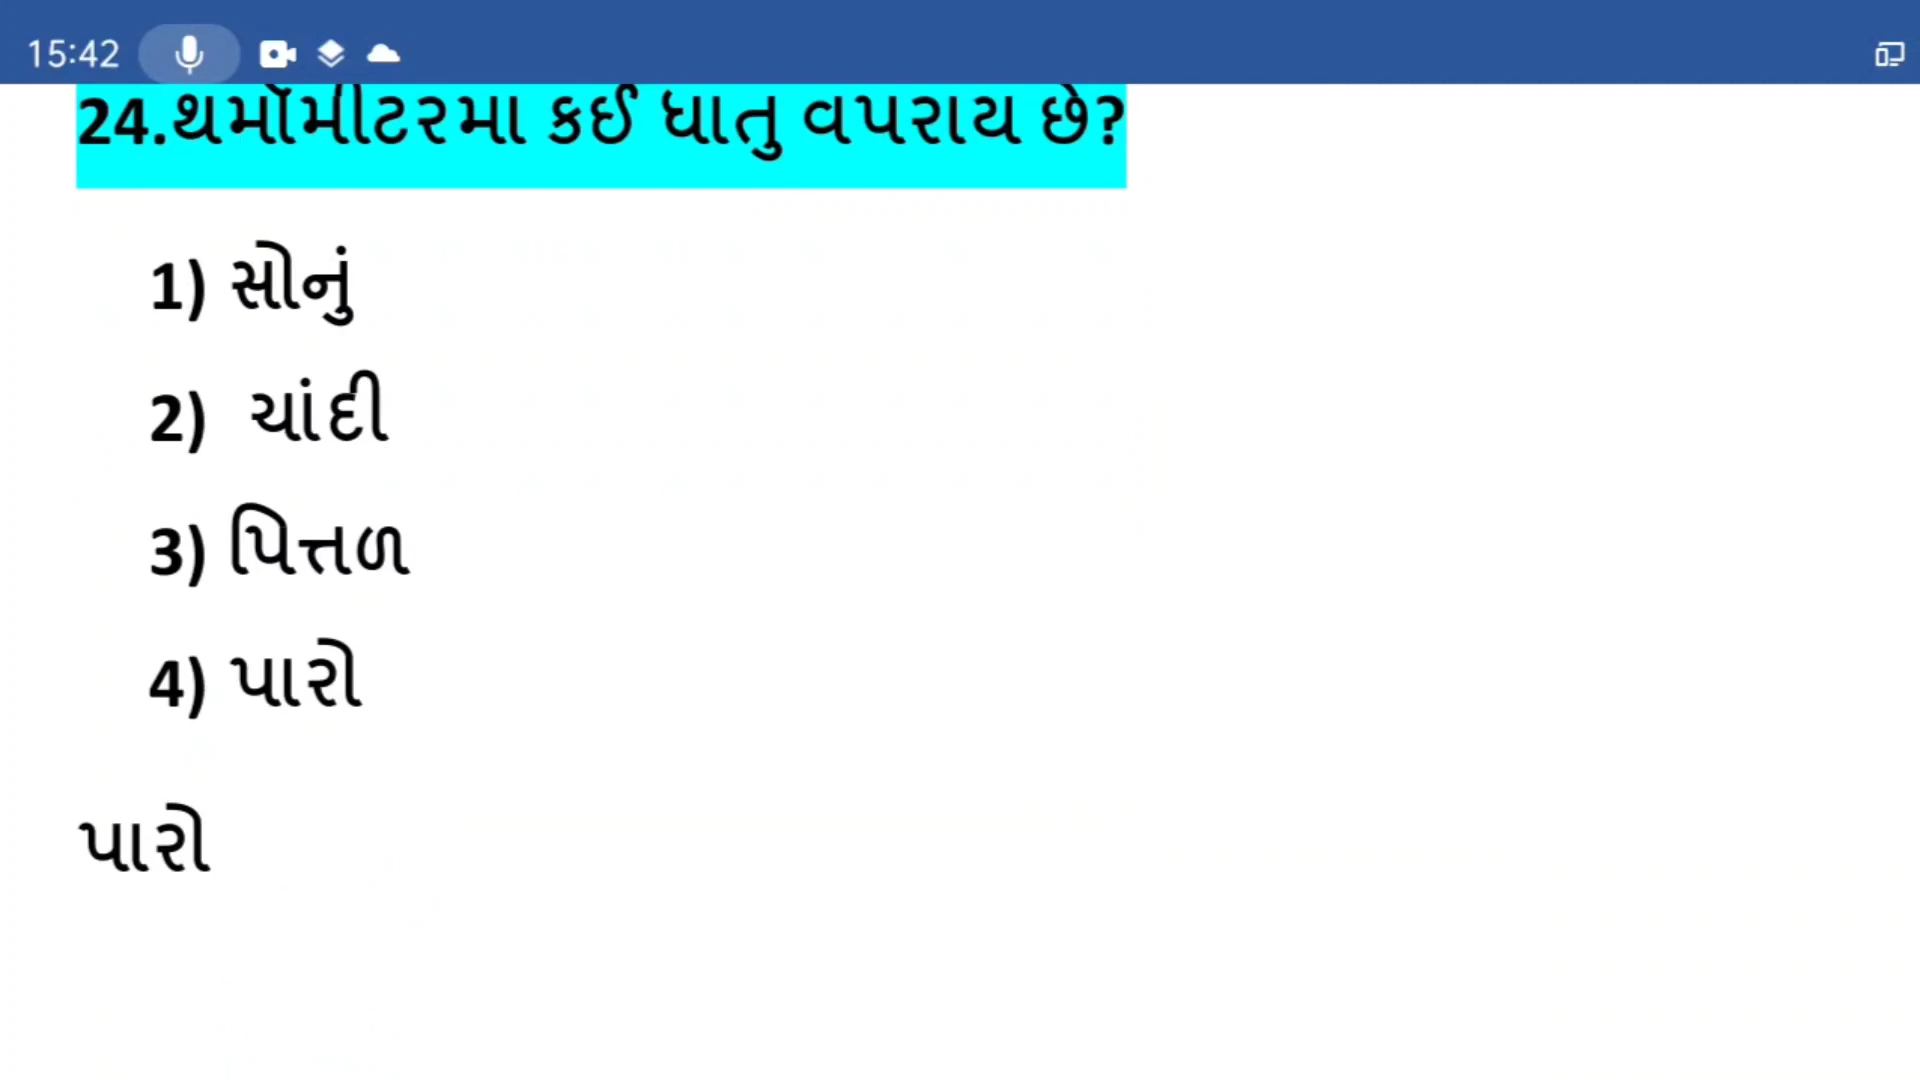 15:42
24.થર્મોમીટરમા કઈ ધાતુ વપરાય છે?
1) સોનું
2) ચાંદી
3) પિત્તળ
4) પારો
પારો